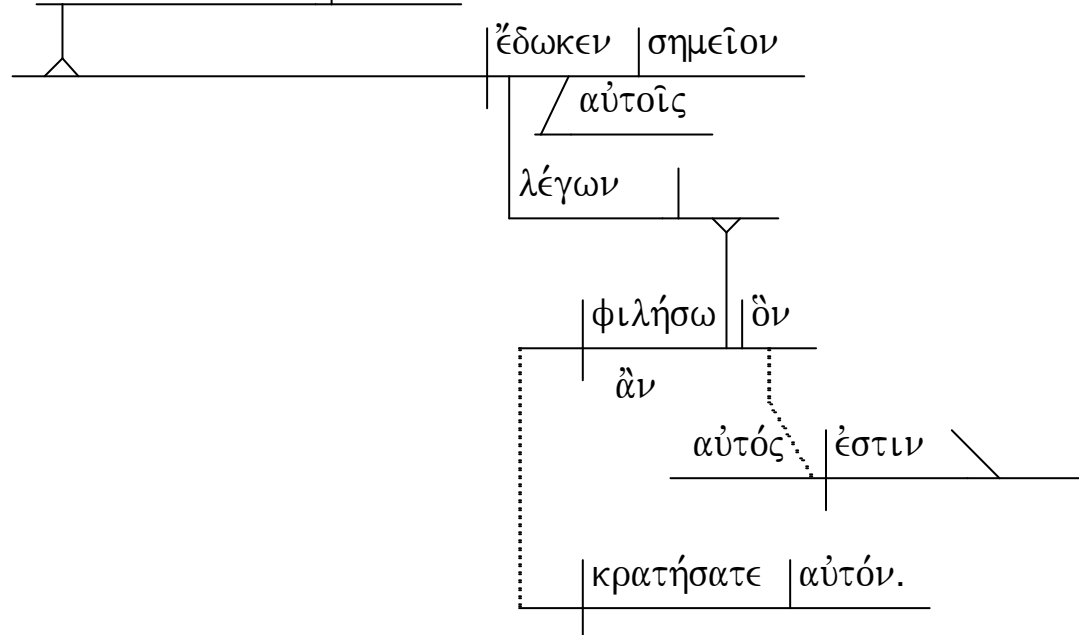 ἔδωκεν σημεῖον
αὐτοῖς
λέγων
φιλήσω ὃν
ἂν
αὐτός ἐστιν
κρατήσατε αὐτόν.